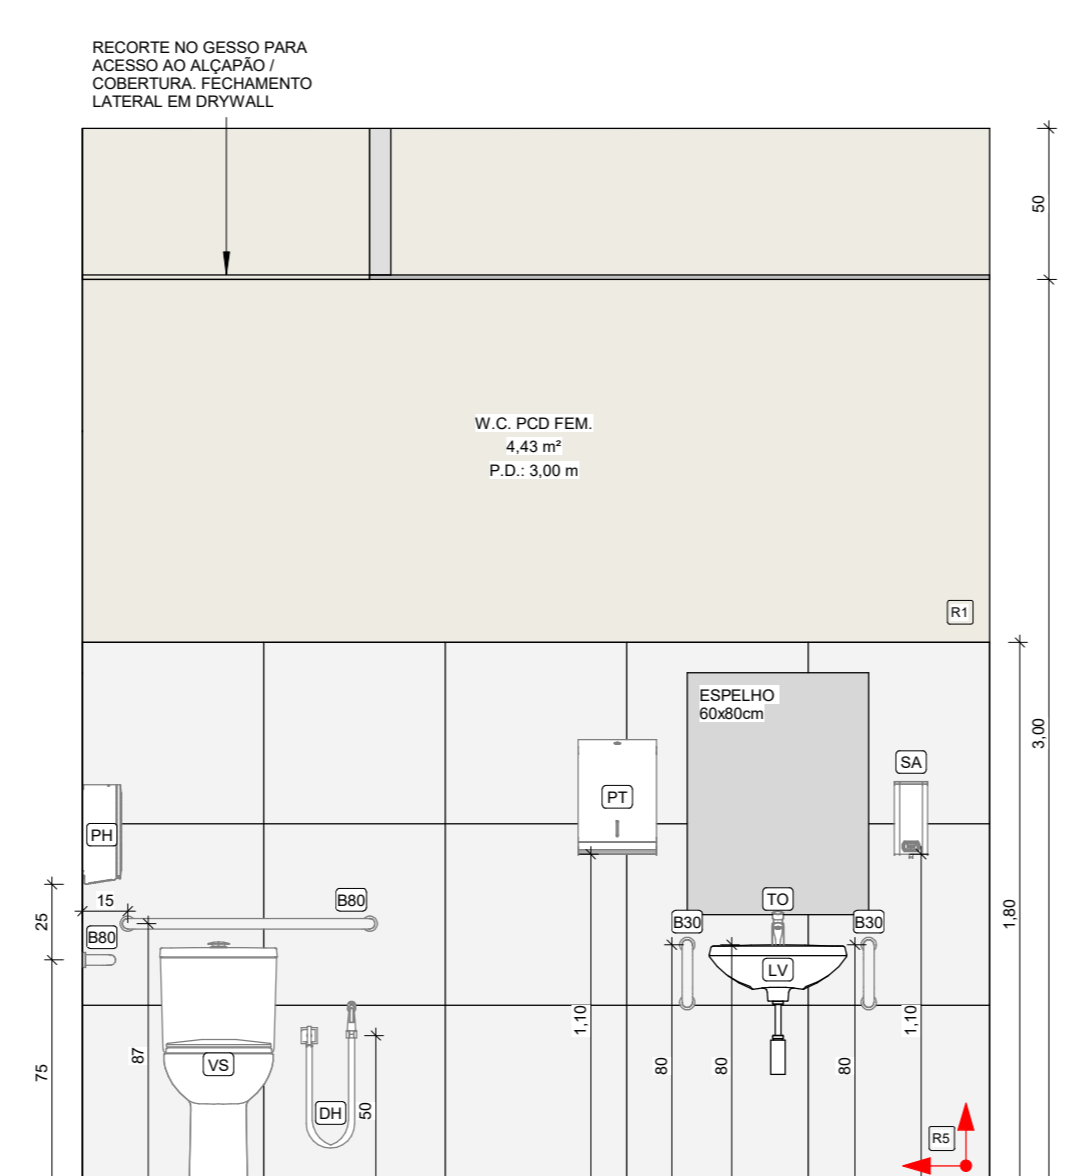 RECORTE NO GESSO PARA
ACESSO AO ALÇAPÃO /
COBERTURA. FECHAMENTO
LATERAL EM DRYWALL
50
W.C. PCD FEM.
4,43 m²
P.D.: 3,00 m
R1
ESPELHO
60x80cm
3,00
SA
PT
PH
15
B80
TO
B30
B30
1,80
25
B80
LV
1,10
1,10
87
VS
80
80
80
75
DH
50
R5